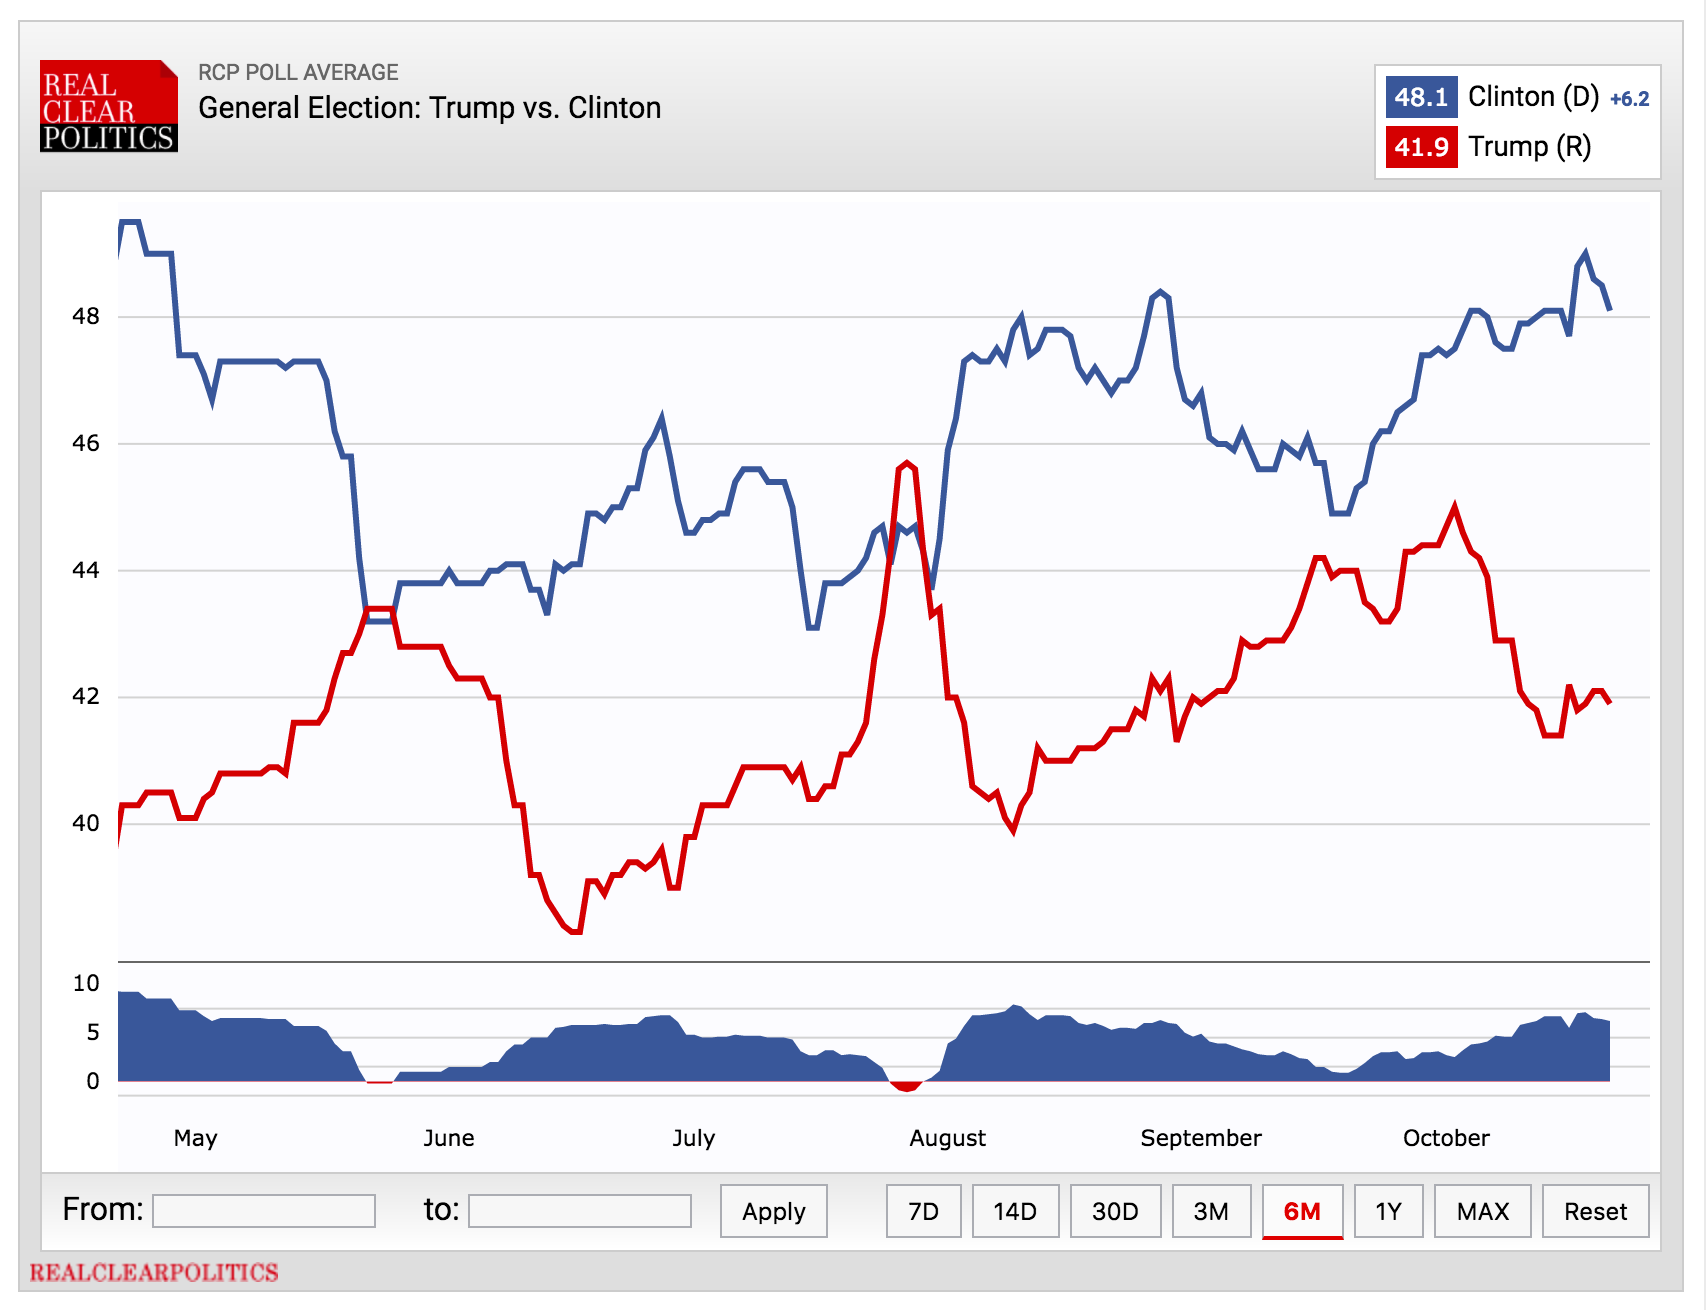 REAL
CLEAR
POLITICS
RCP POLL AVERAGE
General Election: Trump vs. Clinton
48.1 Clinton (D) +6.2
41.9 Trump (R)
48
46
44
42
40
10
5
0
May June July August September October
From: to: Apply 7D 14D 30D 3M 6M 1Y MAX Reset
REALCLEARPOLITICS